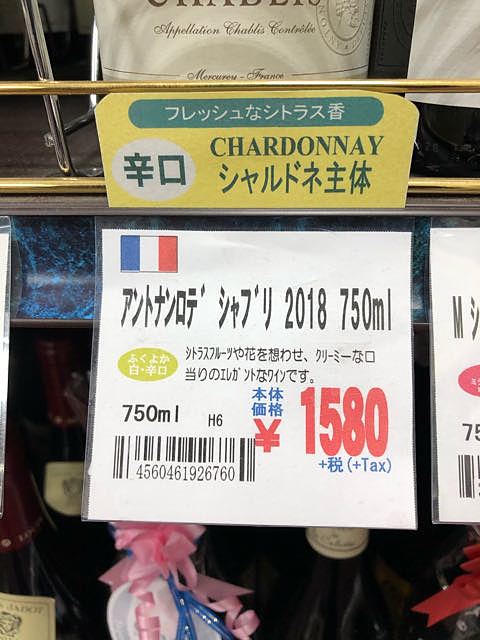 CHABLIS
Appellation Chablis Contrôlée
Mercurey - France
フレッシュなシトラス香
辛口
CHARDONNAY
シャルドネ主体
アントナンロデﾞ シャブリ 2018 750ml
ふくよか
白・辛口
シトラスフルーツや花を想わせ、クリーミーな口
当りのエレガントなワインです。
750ml H6
本体
価格
¥ 1580
+税(+Tax)
4560461926760
M シ
75
JADOT